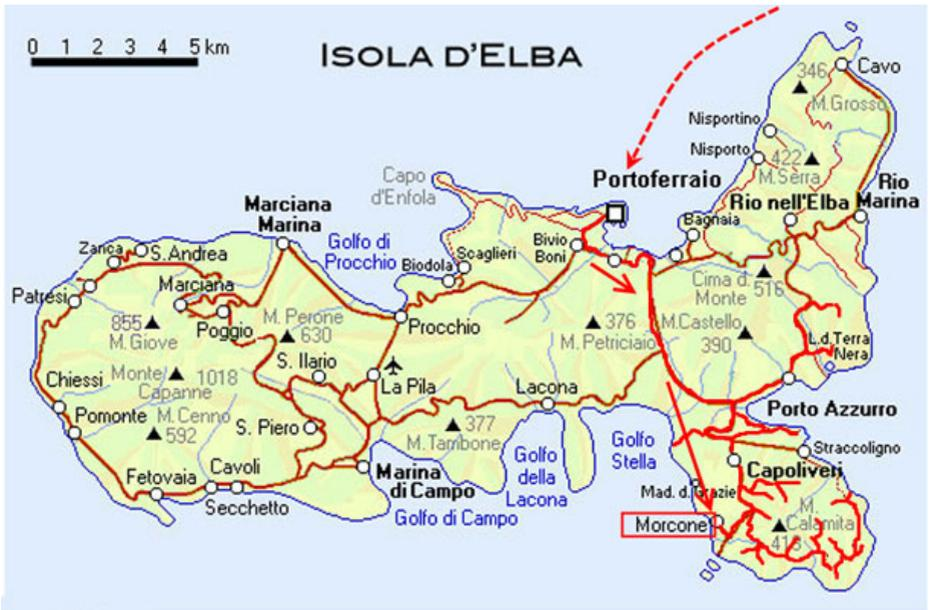 0 1 2 3 4 5 km
ISOLA D'ELBA
346
Cavo
M.Grosso
Nisportino
Nisporto
422
M.Serra
Capo
d'Enfola
Portoferraio
Rio
Marina
Rio nell'Elba
Marciana
Marina
Golfo di
Procchio
Bagnaia
Bivio
Boni
Zanca
S.Andrea
Scaglieri
Biodola
Patresi
Marciana
Cima d.
Monte
516
855
M.Giove
Poggio
M.Perone
630
Procchio
376
M. Petriciaio
M.Castello
390
L.d.Terra
Nera
S. Ilario
Monte
Capanne
1018
Chiessi
La Pila
Lacona
Pomonte
M.Cenno
592
S. Piero
377
M.Tambone
Porto Azzurro
Golfo
Stella
Straccoligno
Golfo
della
Lacona
Capoliveri
Fetovaia
Cavoli
Secchetto
Marina
di Campo
Golfo di Campo
Mad. d. Grazie
Morcone
M.
Calamita
413